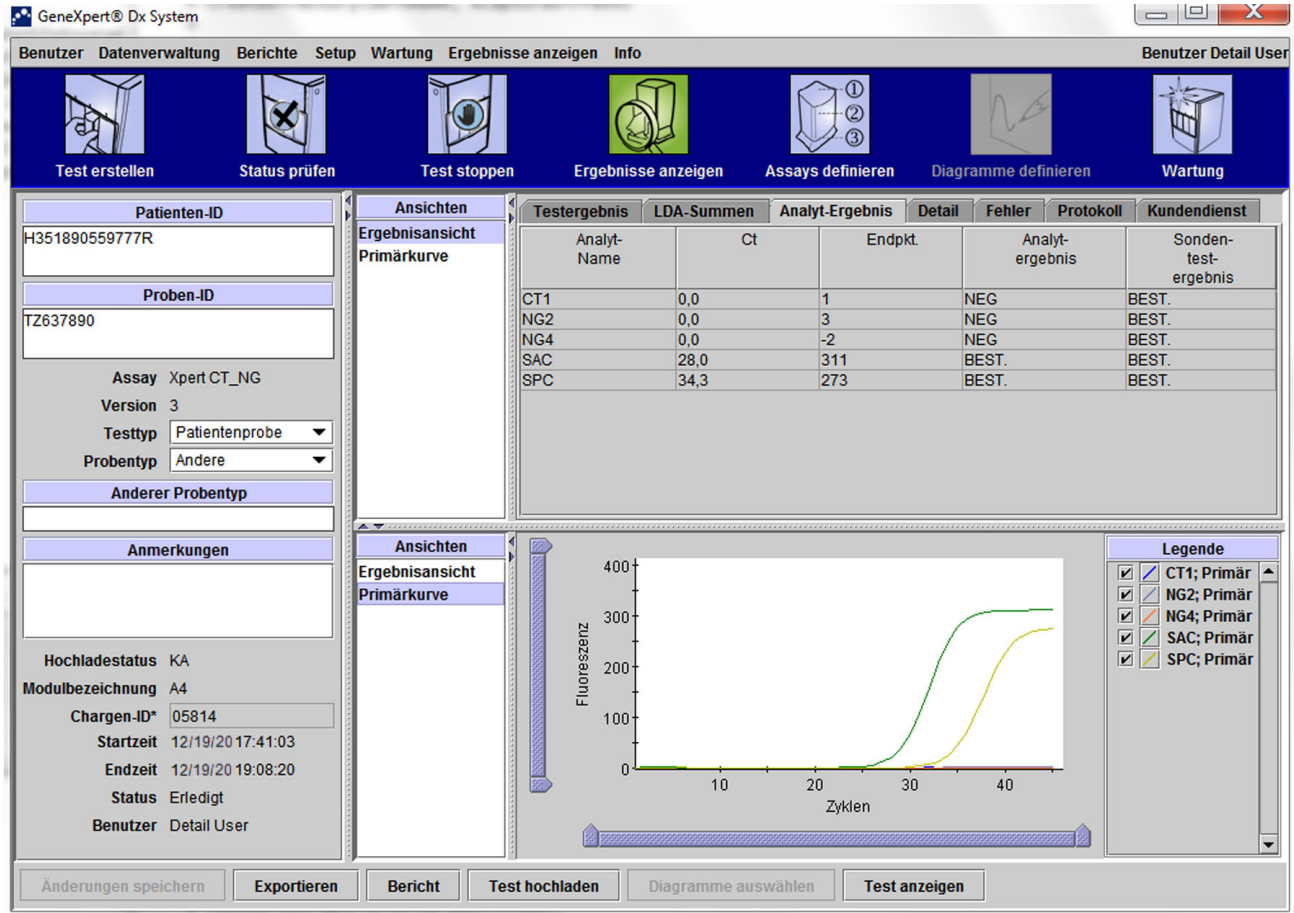 GeneXpert® Dx System
Benutzer Datenverwaltung Berichte Setup Wartung Ergebnisse anzeigen Info Benutzer Detail User
① ② ③
Test erstellen Status prüfen Test stoppen Ergebnisse anzeigen Assays definieren Diagramme definieren Wartung
Patienten-ID
H351890559777R
Proben-ID
TZ637890
Assay Xpert CT_NG
Version 3
Testtyp Patientenprobe
Probentyp Andere
Anderer Probentyp
Anmerkungen
Hochladestatus KA
Modulbezeichnung A4
Chargen-ID* 05814
Startzeit 12/19/20 17:41:03
Endzeit 12/19/20 19:08:20
Status Erledigt
Benutzer Detail User
Ansichten
Ergebnisansicht
Primärkurve
Testergebnis LDA-Summen Analyt-Ergebnis Detail Fehler Protokoll Kundendienst
Analyt-Name Ct Endpkt. Analyt-ergebnis Sonden-test-ergebnis
CT1 0,0 1 NEG BEST.
NG2 0,0 3 NEG BEST.
NG4 0,0 -2 NEG BEST.
SAC 28,0 311 BEST. BEST.
SPC 34,3 273 BEST. BEST.
Ansichten
Ergebnisansicht
Primärkurve
Fluoreszenz
400
300
200
100
0
10 20 30 40
Zyklen
Legende
CT1; Primär
NG2; Primär
NG4; Primär
SAC; Primär
SPC; Primär
Änderungen speichern Exportieren Bericht Test hochladen Diagramme auswählen Test anzeigen